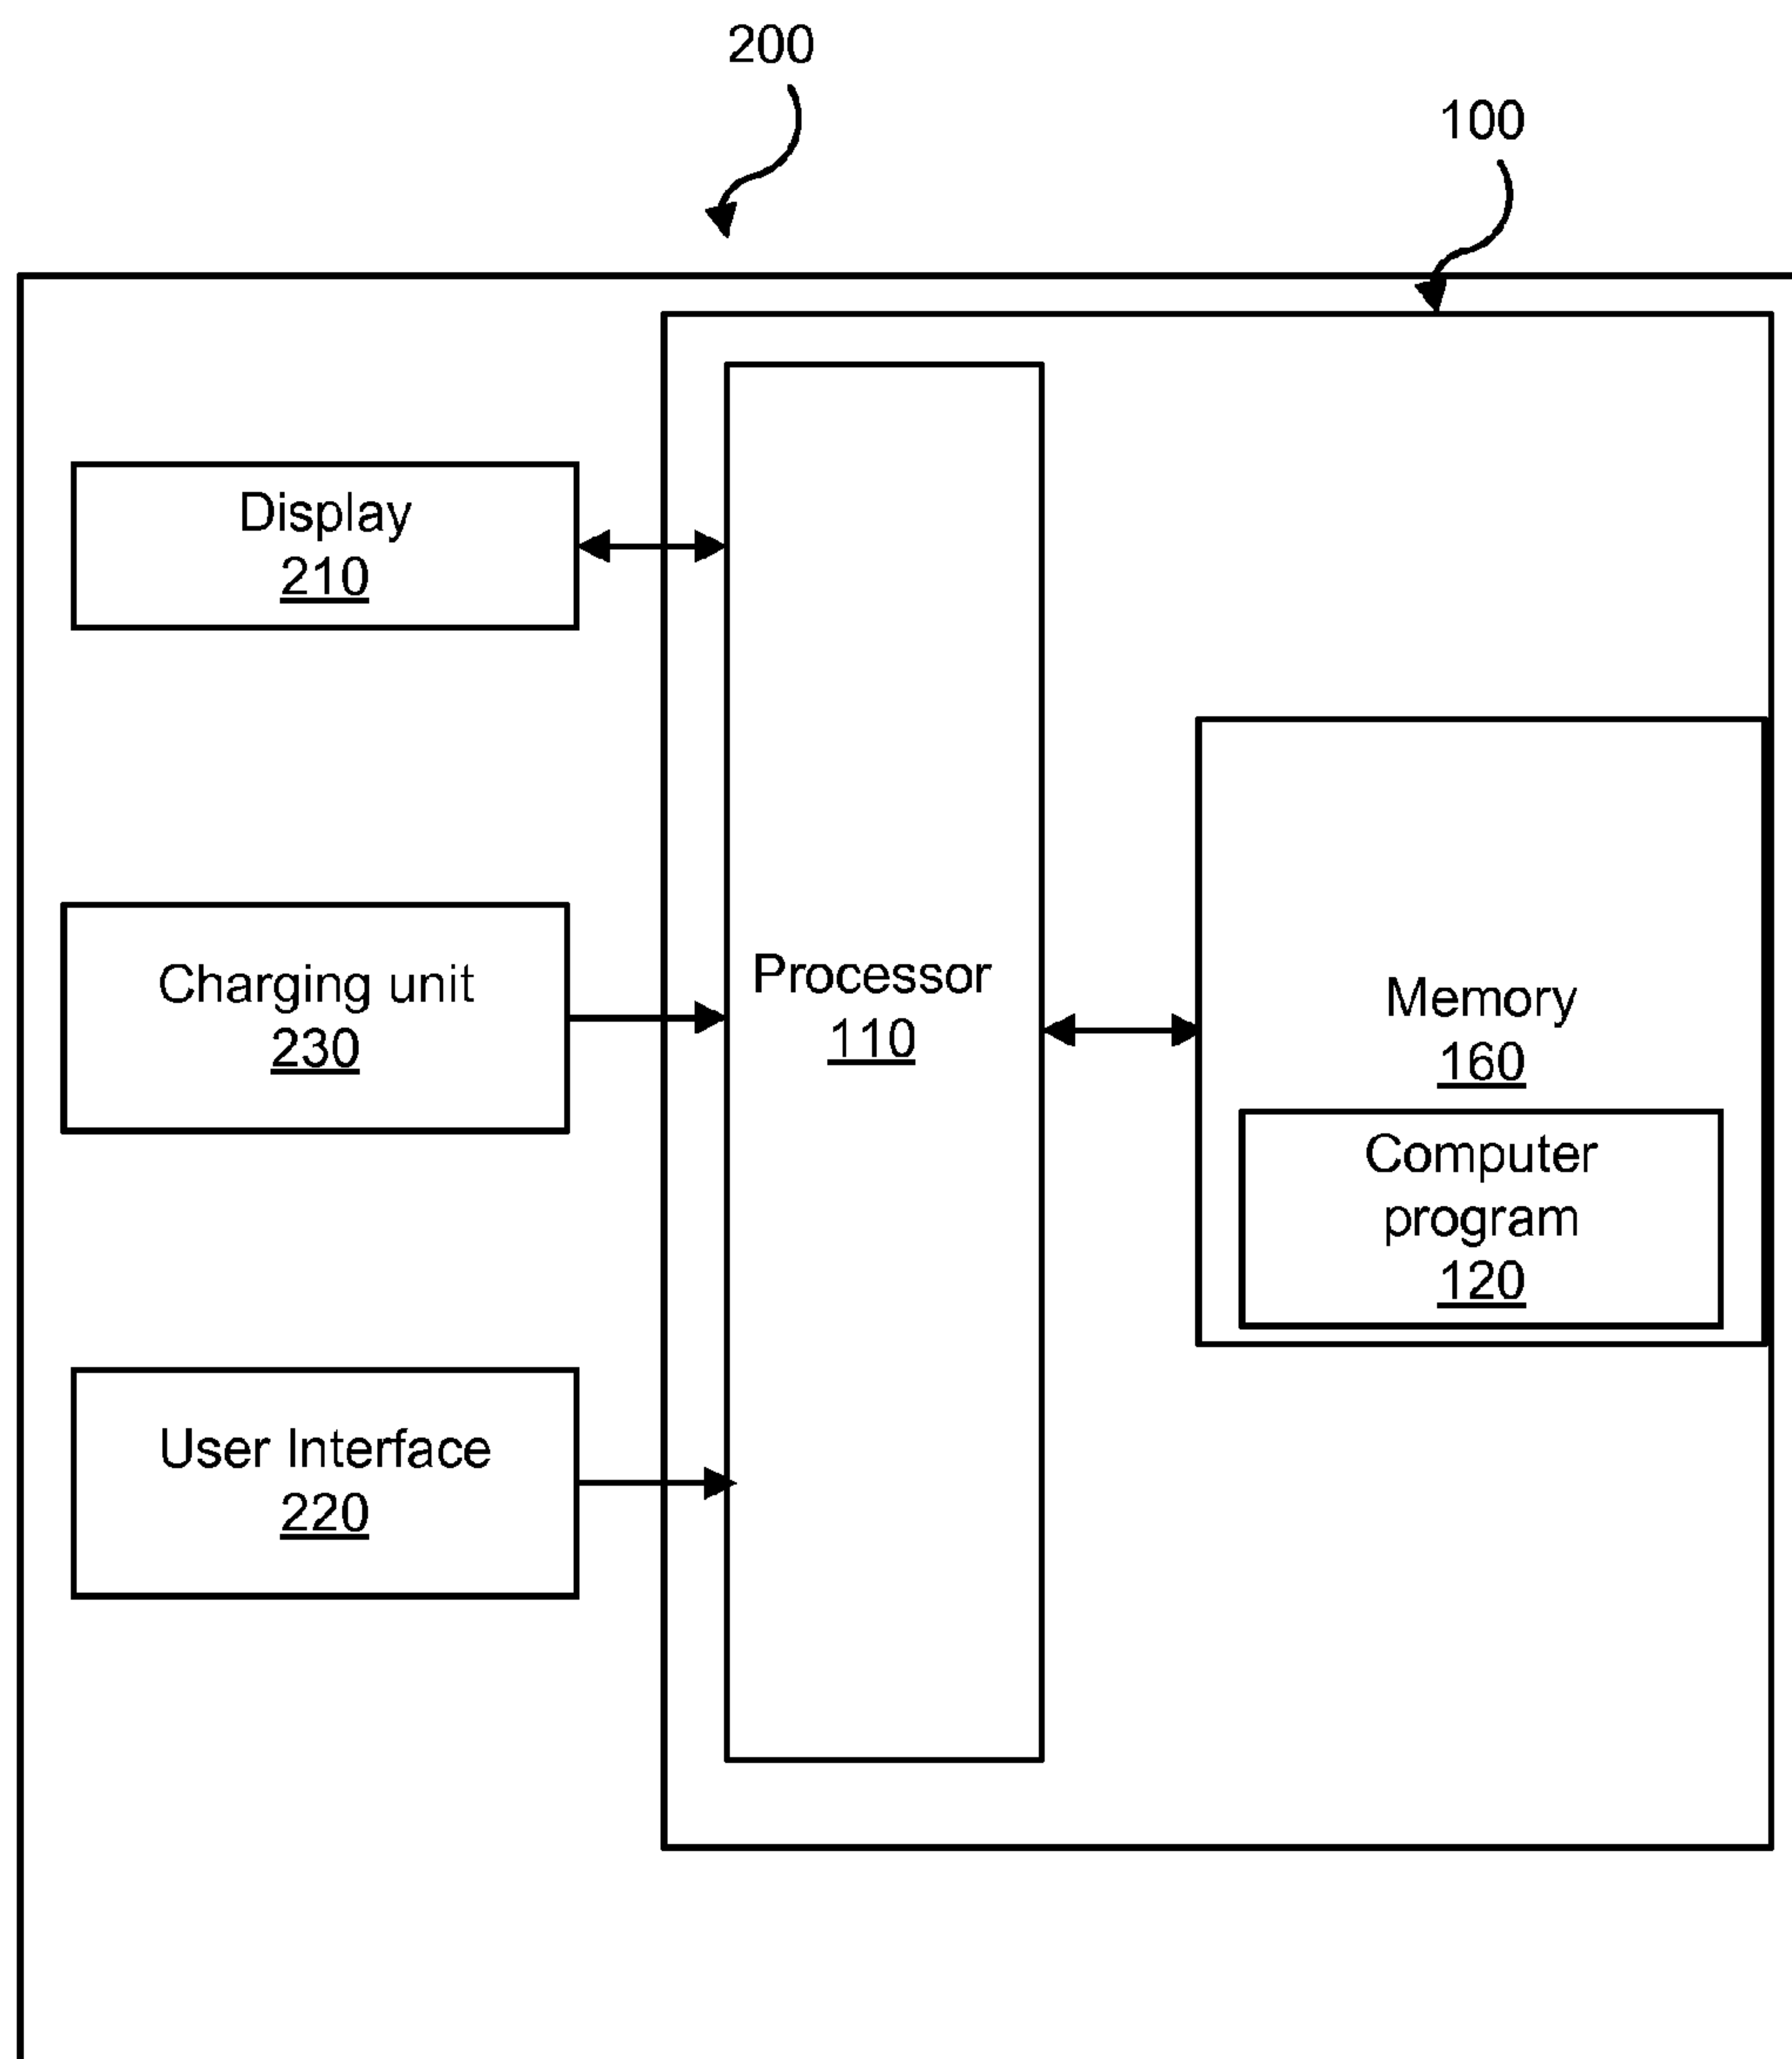 200
100
Display
210
Charging unit
230
Processor
110
Memory
160
Computer
program
120
User Interface
220